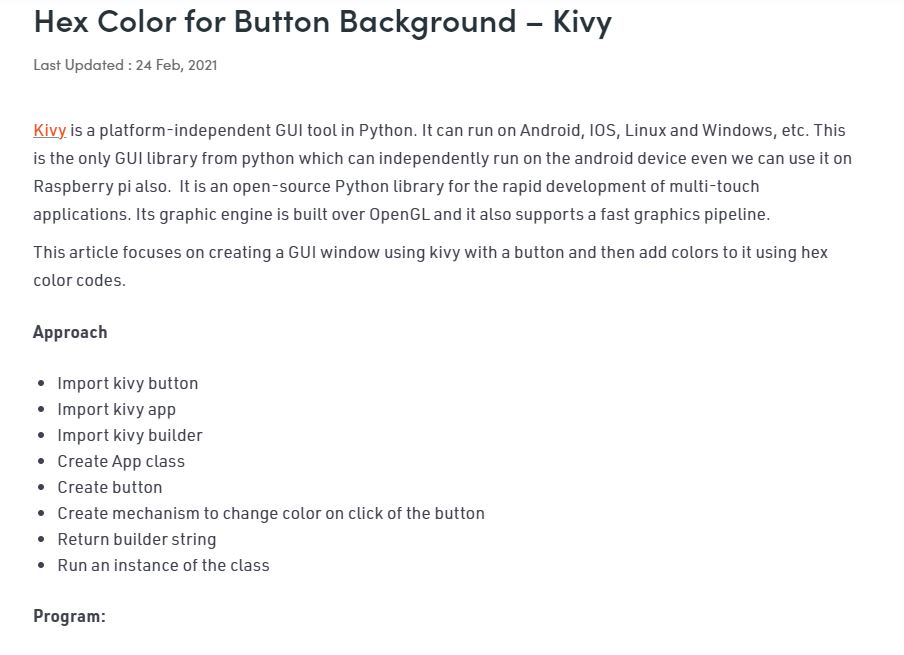 Hex Color for Button Background – Kivy
Last Updated : 24 Feb, 2021
Kivy is a platform-independent GUI tool in Python. It can run on Android, IOS, Linux and Windows, etc. This
is the only GUI library from python which can independently run on the android device even we can use it on
Raspberry pi also.  It is an open-source Python library for the rapid development of multi-touch
applications. Its graphic engine is built over OpenGL and it also supports a fast graphics pipeline.
This article focuses on creating a GUI window using kivy with a button and then add colors to it using hex
color codes.
Approach
• Import kivy button
• Import kivy app
• Import kivy builder
• Create App class
• Create button
• Create mechanism to change color on click of the button
• Return builder string
• Run an instance of the class
Program: